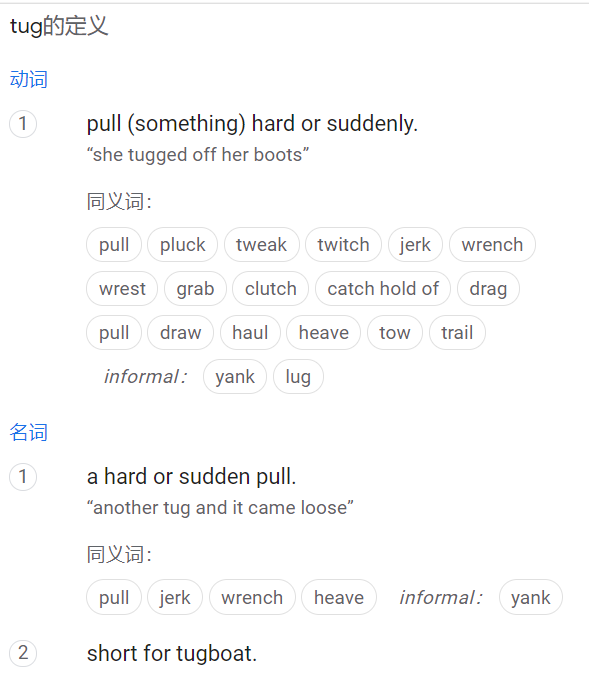 tug的定义
动词
1 pull (something) hard or suddenly.
“she tugged off her boots”
同义词：
pull pluck tweak twitch jerk wrench
wrest grab clutch catch hold of drag
pull draw haul heave tow trail
informal： yank lug
名词
1 a hard or sudden pull.
“another tug and it came loose”
同义词：
pull jerk wrench heave informal： yank
2 short for tugboat.